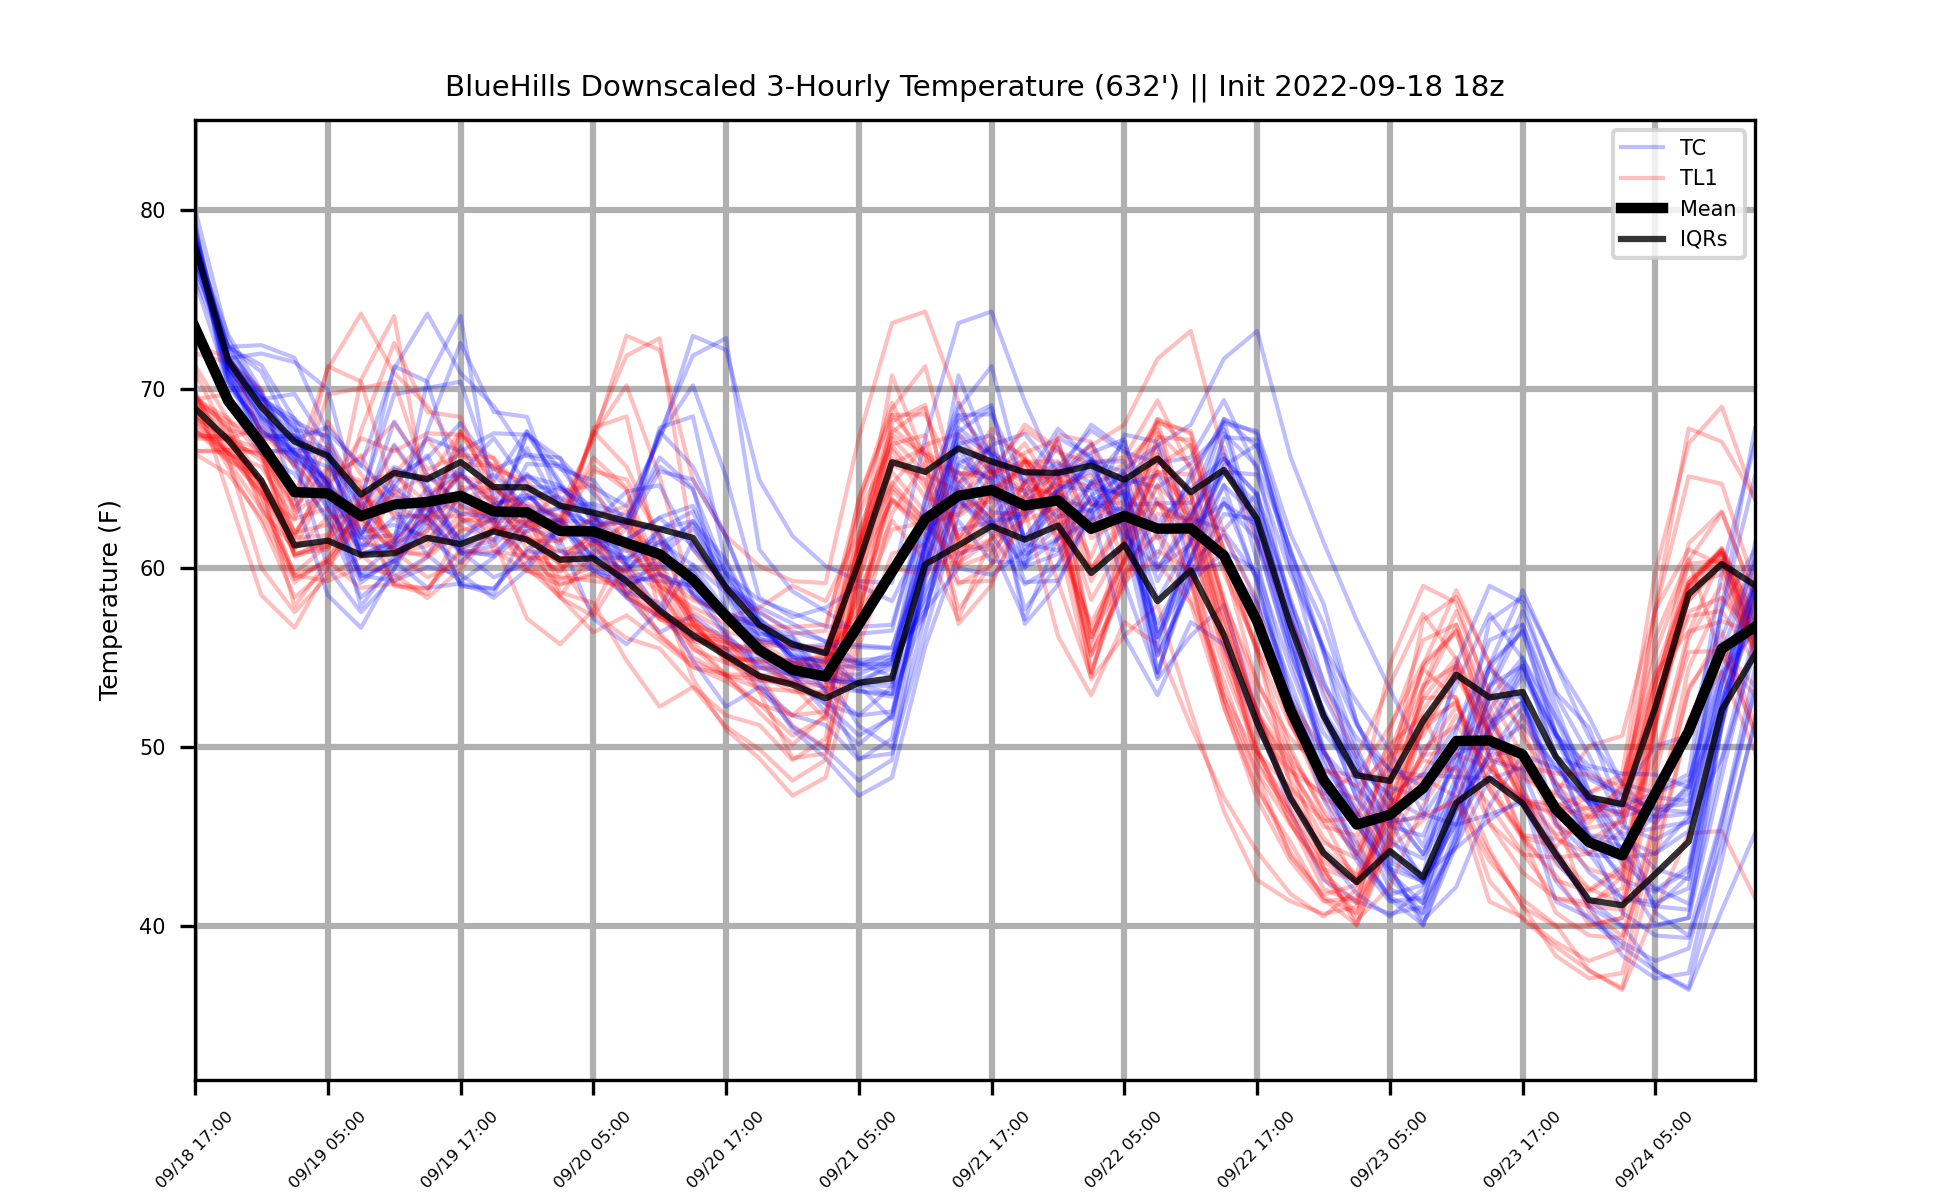 BlueHills Downscaled 3-Hourly Temperature (632') || Init 2022-09-18 18z
TC
TL1
Mean
IQRs
Temperature (F)
80
70
60
50
40
09/18 17:00
09/19 05:00
09/19 17:00
09/20 05:00
09/20 17:00
09/21 05:00
09/21 17:00
09/22 05:00
09/22 17:00
09/23 05:00
09/23 17:00
09/24 05:00